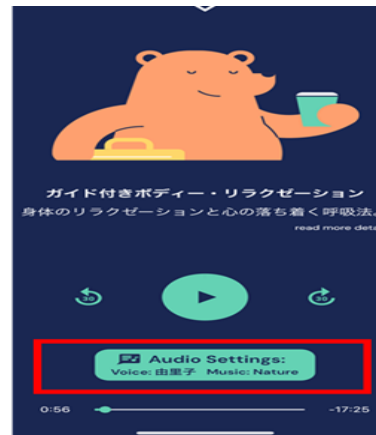 ガイド付きボディー・リラクゼーション
身体のリラクゼーションと心の落ち着く呼吸法。
read more deta
30
30
Audio Settings:
Voice: 由里子 Music: Nature
0:56
-17:25